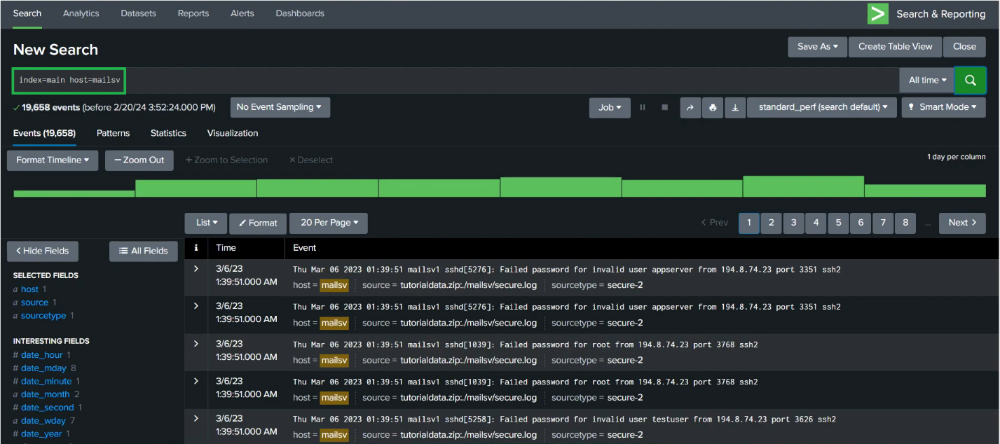 Search Analytics Datasets Reports Alerts Dashboards > Search & Reporting
New Search
Save As ▾ Create Table View Close
index=main host=mailsv
All time ▾
✓ 19,658 events (before 2/20/24 3:52:24.000 PM) No Event Sampling ▾ Job ▾ standard_perf (search default) ▾ Smart Mode ▾
Events (19,658) Patterns Statistics Visualization
Format Timeline ▾ — Zoom Out + Zoom to Selection × Deselect
1 day per column
List ▾ Format 20 Per Page ▾ < Prev 1 2 3 4 5 6 7 8 ... Next >
< Hide Fields All Fields
SELECTED FIELDS
a host 1
a source 1
a sourcetype 1
INTERESTING FIELDS
# date_hour 1
# date_mday 8
# date_minute 1
a date_month 2
# date_second 1
a date_wday 7
# date_year 1
i Time Event
> 3/6/23
1:39:51.000 AM
Thu Mar 06 2023 01:39:51 mailsv1 sshd[5276]: Failed password for invalid user appserver from 194.8.74.23 port 3351 ssh2
host = mailsv source = tutorialdata.zip:./mailsv/secure.log sourcetype = secure-2
> 3/6/23
1:39:51.000 AM
Thu Mar 06 2023 01:39:51 mailsv1 sshd[5276]: Failed password for invalid user appserver from 194.8.74.23 port 3351 ssh2
host = mailsv source = tutorialdata.zip:./mailsv/secure.log sourcetype = secure-2
> 3/6/23
1:39:51.000 AM
Thu Mar 06 2023 01:39:51 mailsv1 sshd[1039]: Failed password for root from 194.8.74.23 port 3768 ssh2
host = mailsv source = tutorialdata.zip:./mailsv/secure.log sourcetype = secure-2
> 3/6/23
1:39:51.000 AM
Thu Mar 06 2023 01:39:51 mailsv1 sshd[1039]: Failed password for root from 194.8.74.23 port 3768 ssh2
host = mailsv source = tutorialdata.zip:./mailsv/secure.log sourcetype = secure-2
> 3/6/23
1:39:51.000 AM
Thu Mar 06 2023 01:39:51 mailsv1 sshd[5258]: Failed password for invalid user testuser from 194.8.74.23 port 3626 ssh2
host = mailsv source = tutorialdata.zip:./mailsv/secure.log sourcetype = secure-2